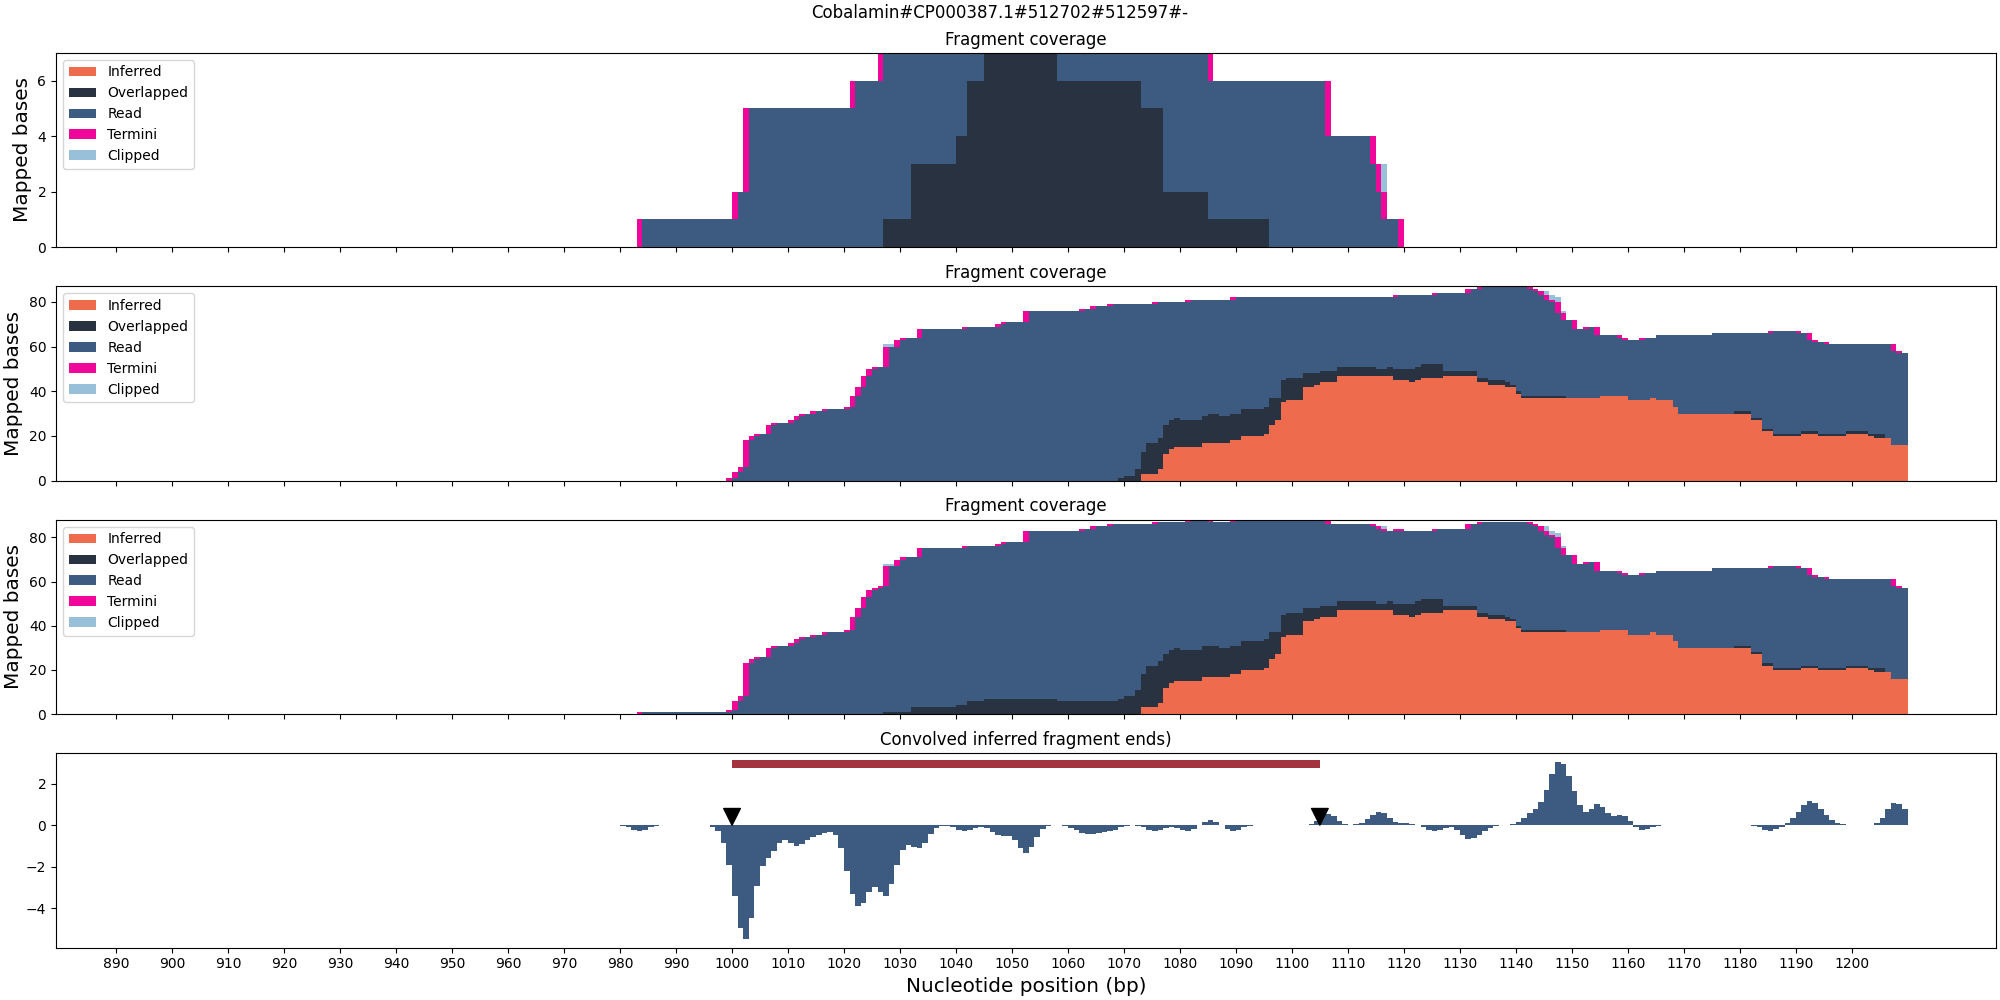 Cobalamin#CP000387.1#512702#512597#-
Fragment coverage
Mapped bases
6
4
2
0
Inferred
Overlapped
Read
Termini
Clipped
Fragment coverage
Mapped bases
80
60
40
20
0
Inferred
Overlapped
Read
Termini
Clipped
Fragment coverage
Mapped bases
80
60
40
20
0
Inferred
Overlapped
Read
Termini
Clipped
Convolved inferred fragment ends)
2
0
−2
−4
890 900 910 920 930 940 950 960 970 980 990 1000 1010 1020 1030 1040 1050 1060 1070 1080 1090 1100 1110 1120 1130 1140 1150 1160 1170 1180 1190 1200
Nucleotide position (bp)